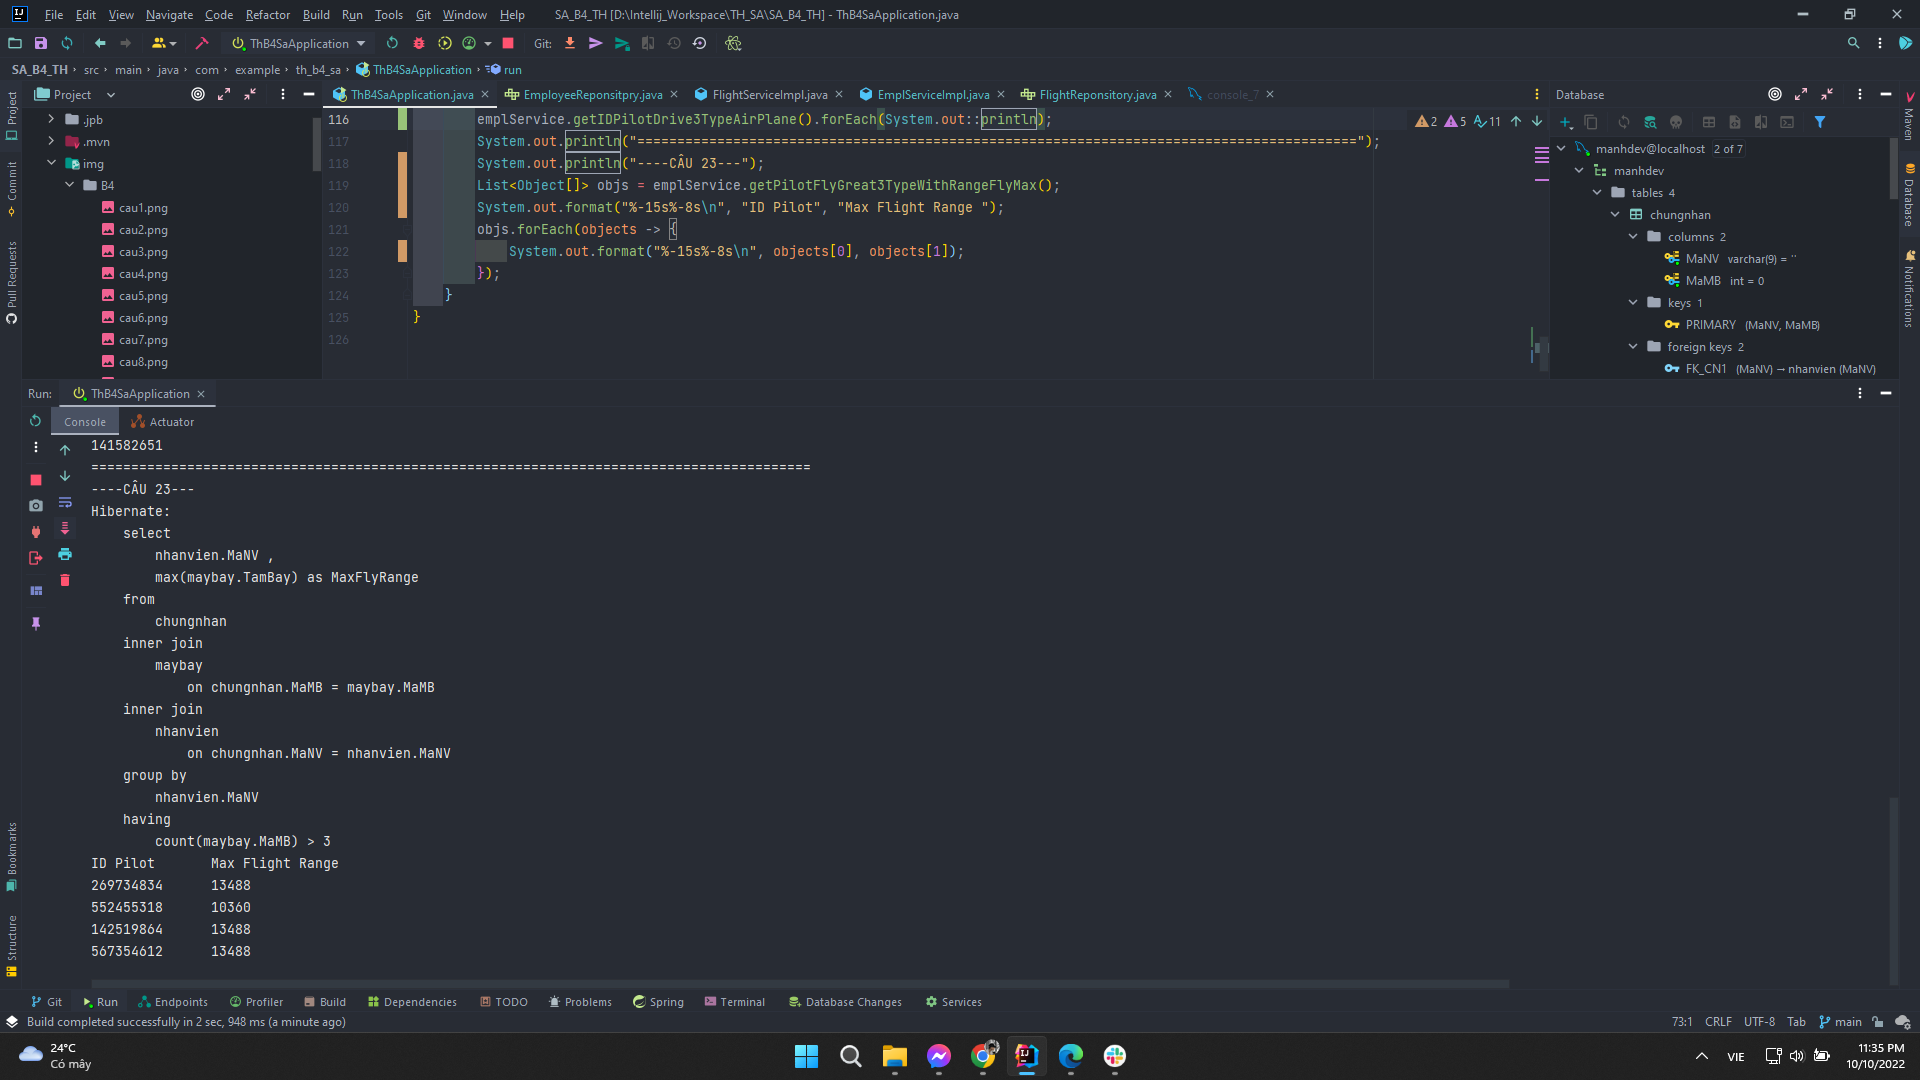 File Edit View Navigate Code Refactor Build Run Tools Git Window Help SA_B4_TH [D:\Intellij_Workspace\TH_SA\SA_B4_TH] - ThB4SaApplication.java
ThB4SaApplication Git:
SA_B4_TH › src › main › java › com › example › th_b4_sa › ThB4SaApplication › run
Project
ThB4SaApplication.java EmployeeReponsitpry.java FlightServiceImpl.java EmplServiceImpl.java FlightReponsitory.java console_7
Database
.jpb
.mvn
img
B4
cau1.png
cau2.png
cau3.png
cau4.png
cau5.png
cau6.png
cau7.png
cau8.png
116 emplService.getIDPilotDrive3TypeAirPlane().forEach(System.out::println);
2 5 11
117 System.out.println("==========================================================================================");
118 System.out.println("----CÂU 23---");
119 List<Object[]> objs = emplService.getPilotFlyGreat3TypeWithRangeFlyMax();
120 System.out.format("%-15s%-8s\n", "ID Pilot", "Max Flight Range ");
121 objs.forEach(objects -> {
122 System.out.format("%-15s%-8s\n", objects[0], objects[1]);
123 });
124 }
125 }
126
manhdev@localhost 2 of 7
manhdev
tables 4
chungnhan
columns 2
MaNV varchar(9) = ''
MaMB int = 0
keys 1
PRIMARY (MaNV, MaMB)
foreign keys 2
FK_CN1 (MaNV) → nhanvien (MaNV)
Project
Commit
Pull Requests
Bookmarks
Structure
Maven
Database
Notifications
Run: ThB4SaApplication
Console Actuator
141582651
==========================================================================================
----CÂU 23---
Hibernate:
select
nhanvien.MaNV ,
max(maybay.TamBay) as MaxFlyRange
from
chungnhan
inner join
maybay
on chungnhan.MaMB = maybay.MaMB
inner join
nhanvien
on chungnhan.MaNV = nhanvien.MaNV
group by
nhanvien.MaNV
having
count(maybay.MaMB) > 3
ID Pilot Max Flight Range
269734834 13488
552455318 10360
142519864 13488
567354612 13488
Git Run Endpoints Profiler Build Dependencies TODO Problems Spring Terminal Database Changes Services
Build completed successfully in 2 sec, 948 ms (a minute ago) 73:1 CRLF UTF-8 Tab main
24°C
Có mây
VIE
11:35 PM
10/10/2022